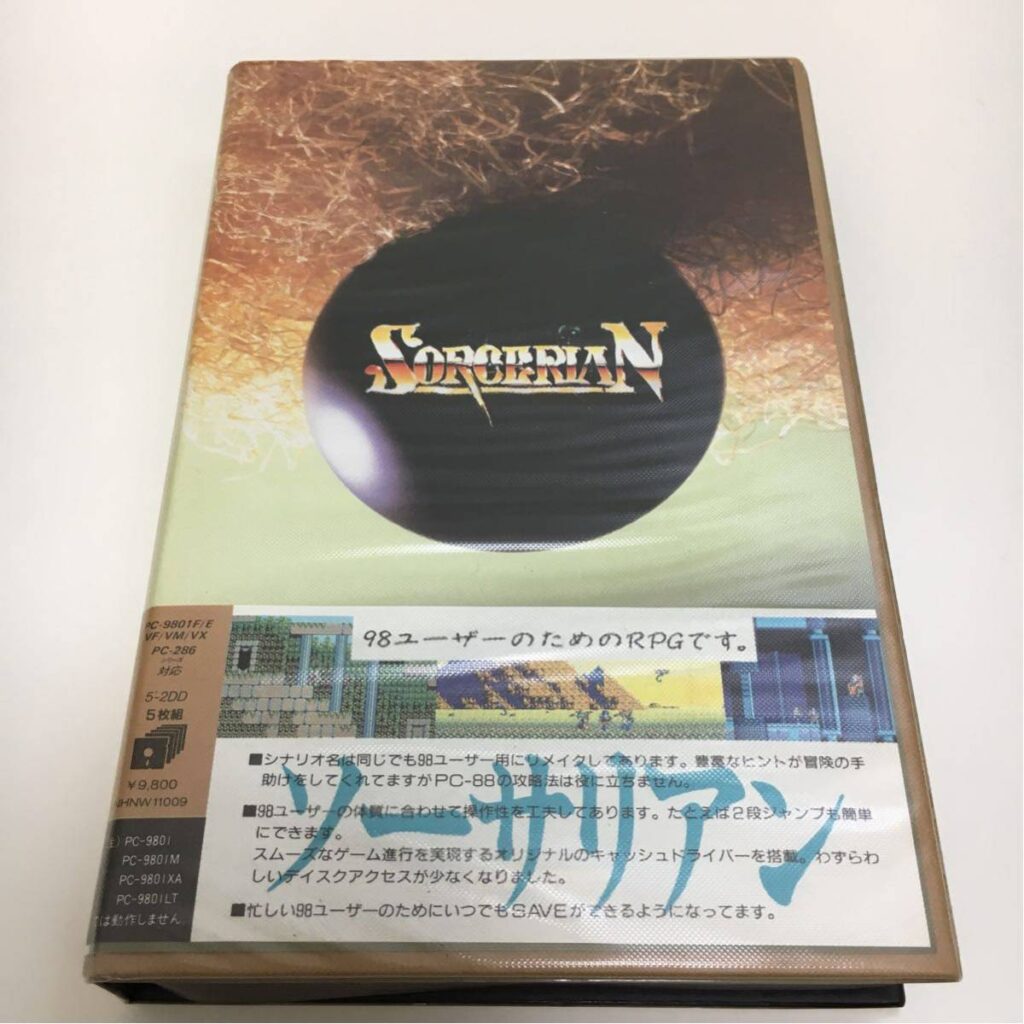 SORCERIAN
98ユーザーのためのRPGです。
PC-9801F/E
VF/VM/VX
PC-286
シリーズ
対応
5″2DD
5枚組
¥9,800
NHNW11009
PC-9801
PC-9801M
PC-9801XA
PC-9801LT
は動作しません
ソーサリアン
■シナリオ名は同じでも98ユーザー用にリメイクしてあります。豊富なヒントが冒険の手
助けをしてくれてますがPC-88の攻略法は役に立ちません。
■98ユーザーの体質に合わせて操作性を工夫してあります。たとえば2段ジャンプも簡単
にできます。
スムーズなゲーム進行を実現するオリジナルのキャッシュドライバーを搭載。わずらわ
しいディスクアクセスが少なくなりました。
■忙しい98ユーザーのためにいつでもSAVEができるようになってます。